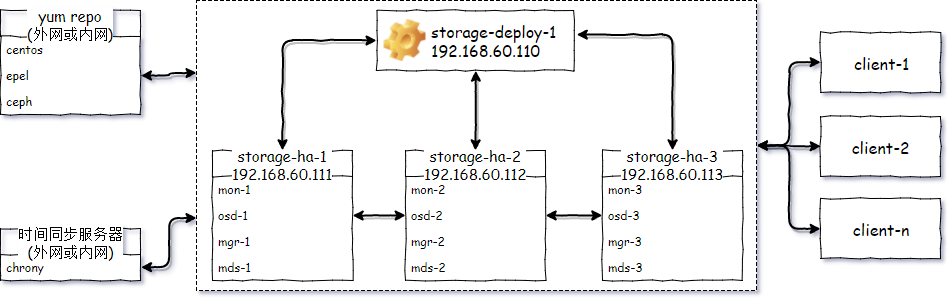 yum repo
(外网或内网)
centos
epel
ceph
时间同步服务器
(外网或内网)
chrony
storage-deploy-1
192.168.60.110
storage-ha-1
192.168.60.111
mon-1
osd-1
mgr-1
mds-1
storage-ha-2
192.168.60.112
mon-2
osd-2
mgr-2
mds-2
storage-ha-3
192.168.60.113
mon-3
osd-3
mgr-3
mds-3
client-1
client-2
client-n